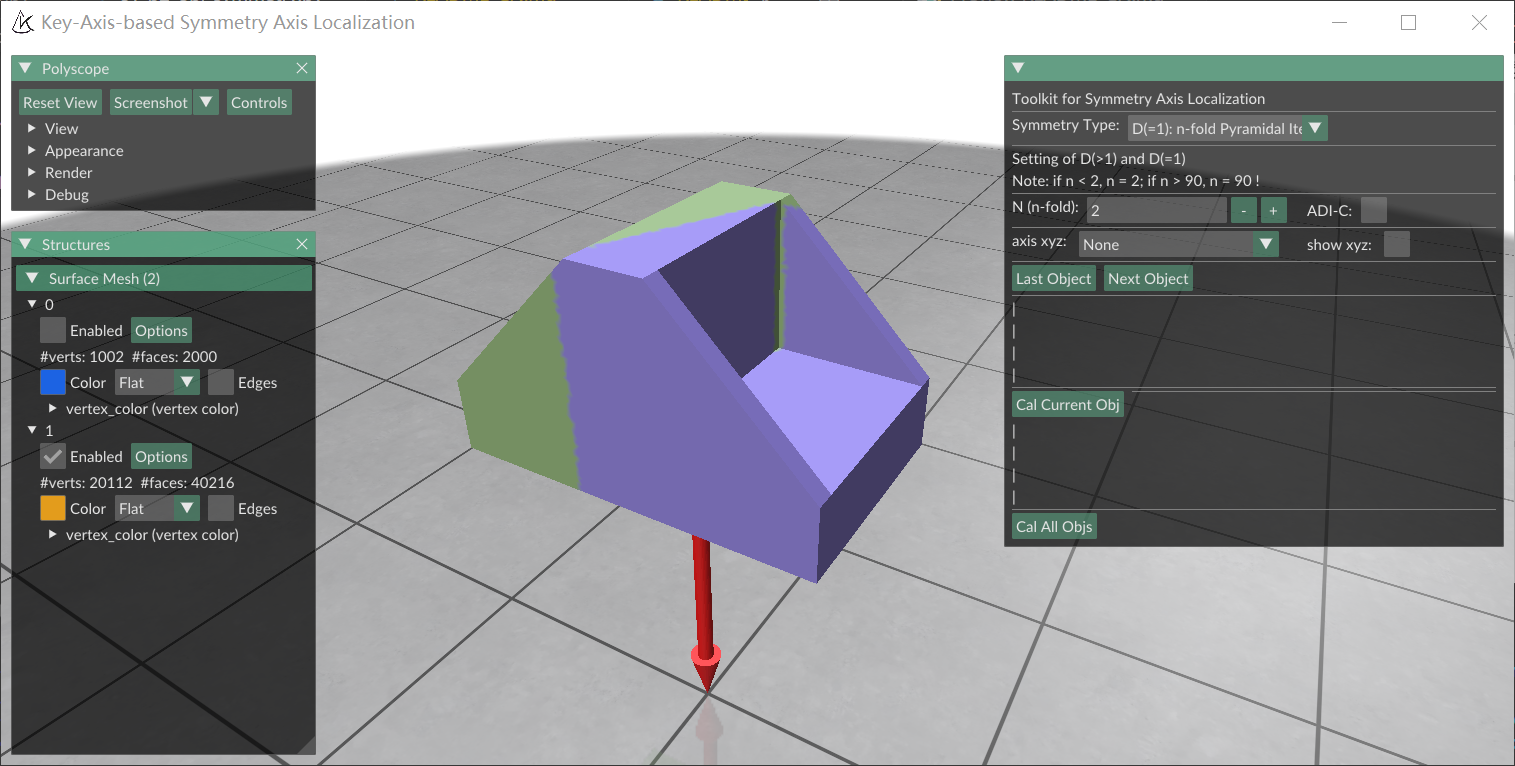 Key-Axis-based Symmetry Axis Localization
Polyscope
Reset View Screenshot Controls
View
Appearance
Render
Debug
Structures
Surface Mesh (2)
0
Enabled Options
#verts: 1002 #faces: 2000
Color Flat Edges
vertex_color (vertex color)
1
Enabled Options
#verts: 20112 #faces: 40216
Color Flat Edges
vertex_color (vertex color)
Toolkit for Symmetry Axis Localization
Symmetry Type: D(=1): n-fold Pyramidal Ite
Setting of D(>1) and D(=1)
Note: if n < 2, n = 2; if n > 90, n = 90 !
N (n-fold): 2 - + ADI-C:
axis xyz: None show xyz:
Last Object Next Object
|
|
|
|
Cal Current Obj
|
|
|
|
Cal All Objs